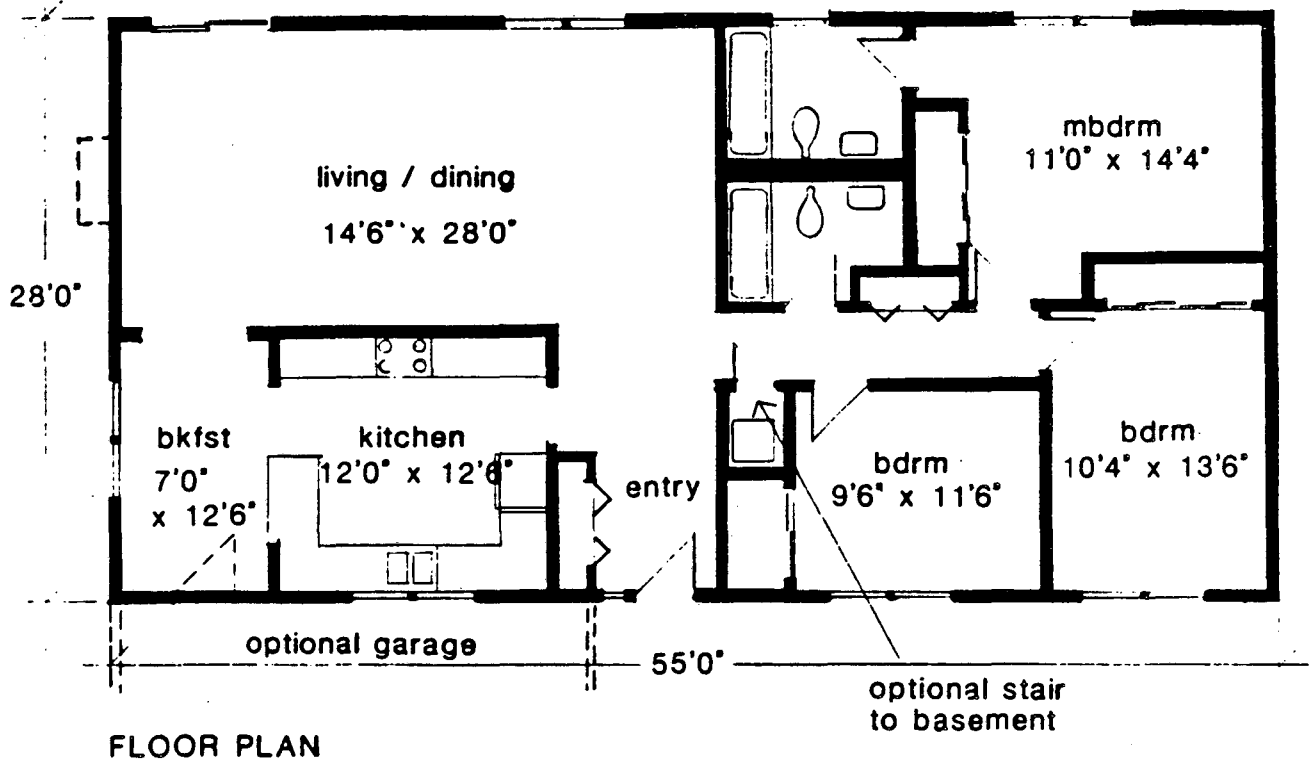 mbdrm
11'0" x 14'4"
living / dining
14'6" x 28'0"
28'0"
bkfst
7'0"
x 12'6"
kitchen
12'0" x 12'6"
entry
bdrm
9'6" x 11'6"
bdrm
10'4" x 13'6"
optional garage
55'0"
optional stair
to basement
FLOOR PLAN